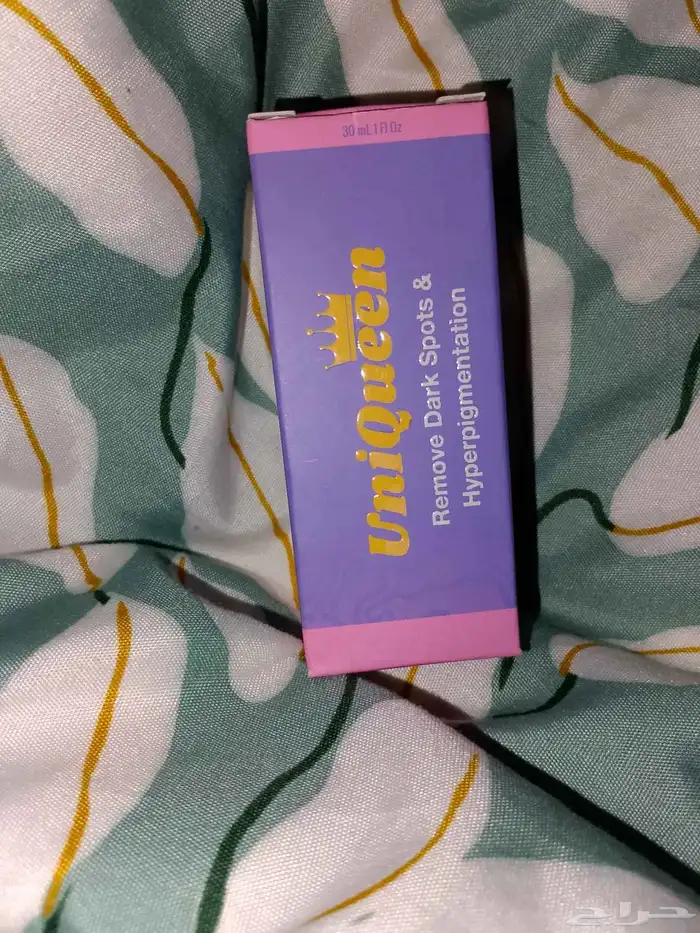 30 mL 1 Fl Oz
UniQueen
Remove Dark Spots &
Hyperpigmentation
حراج